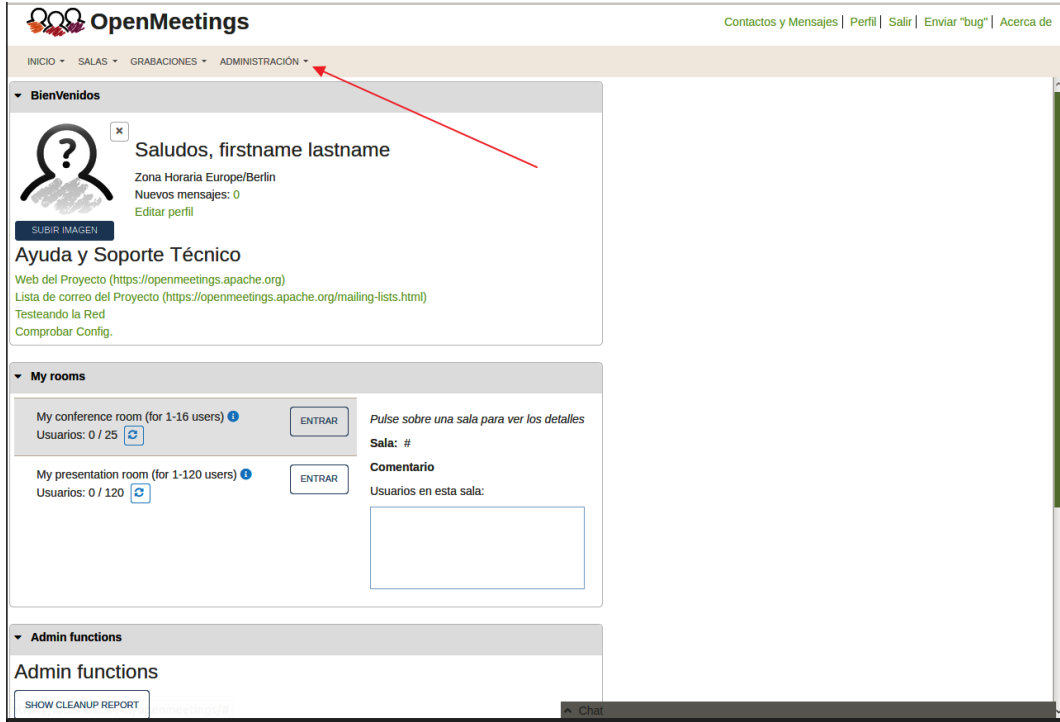 OpenMeetings
Contactos y Mensajes | Perfil | Salir | Enviar "bug" | Acerca de
INICIO SALAS GRABACIONES ADMINISTRACIÓN
BienVenidos
?
Saludos, firstname lastname
Zona Horaria Europe/Berlin
Nuevos mensajes: 0
Editar perfil
SUBIR IMAGEN
Ayuda y Soporte Técnico
Web del Proyecto (https://openmeetings.apache.org)
Lista de correo del Proyecto (https://openmeetings.apache.org/mailing-lists.html)
Testeando la Red
Comprobar Config.
My rooms
My conference room (for 1-16 users)
Usuarios: 0 / 25
ENTRAR
My presentation room (for 1-120 users)
Usuarios: 0 / 120
ENTRAR
Pulse sobre una sala para ver los detalles
Sala: #
Comentario
Usuarios en esta sala:
Admin functions
Admin functions
SHOW CLEANUP REPORT
Chat